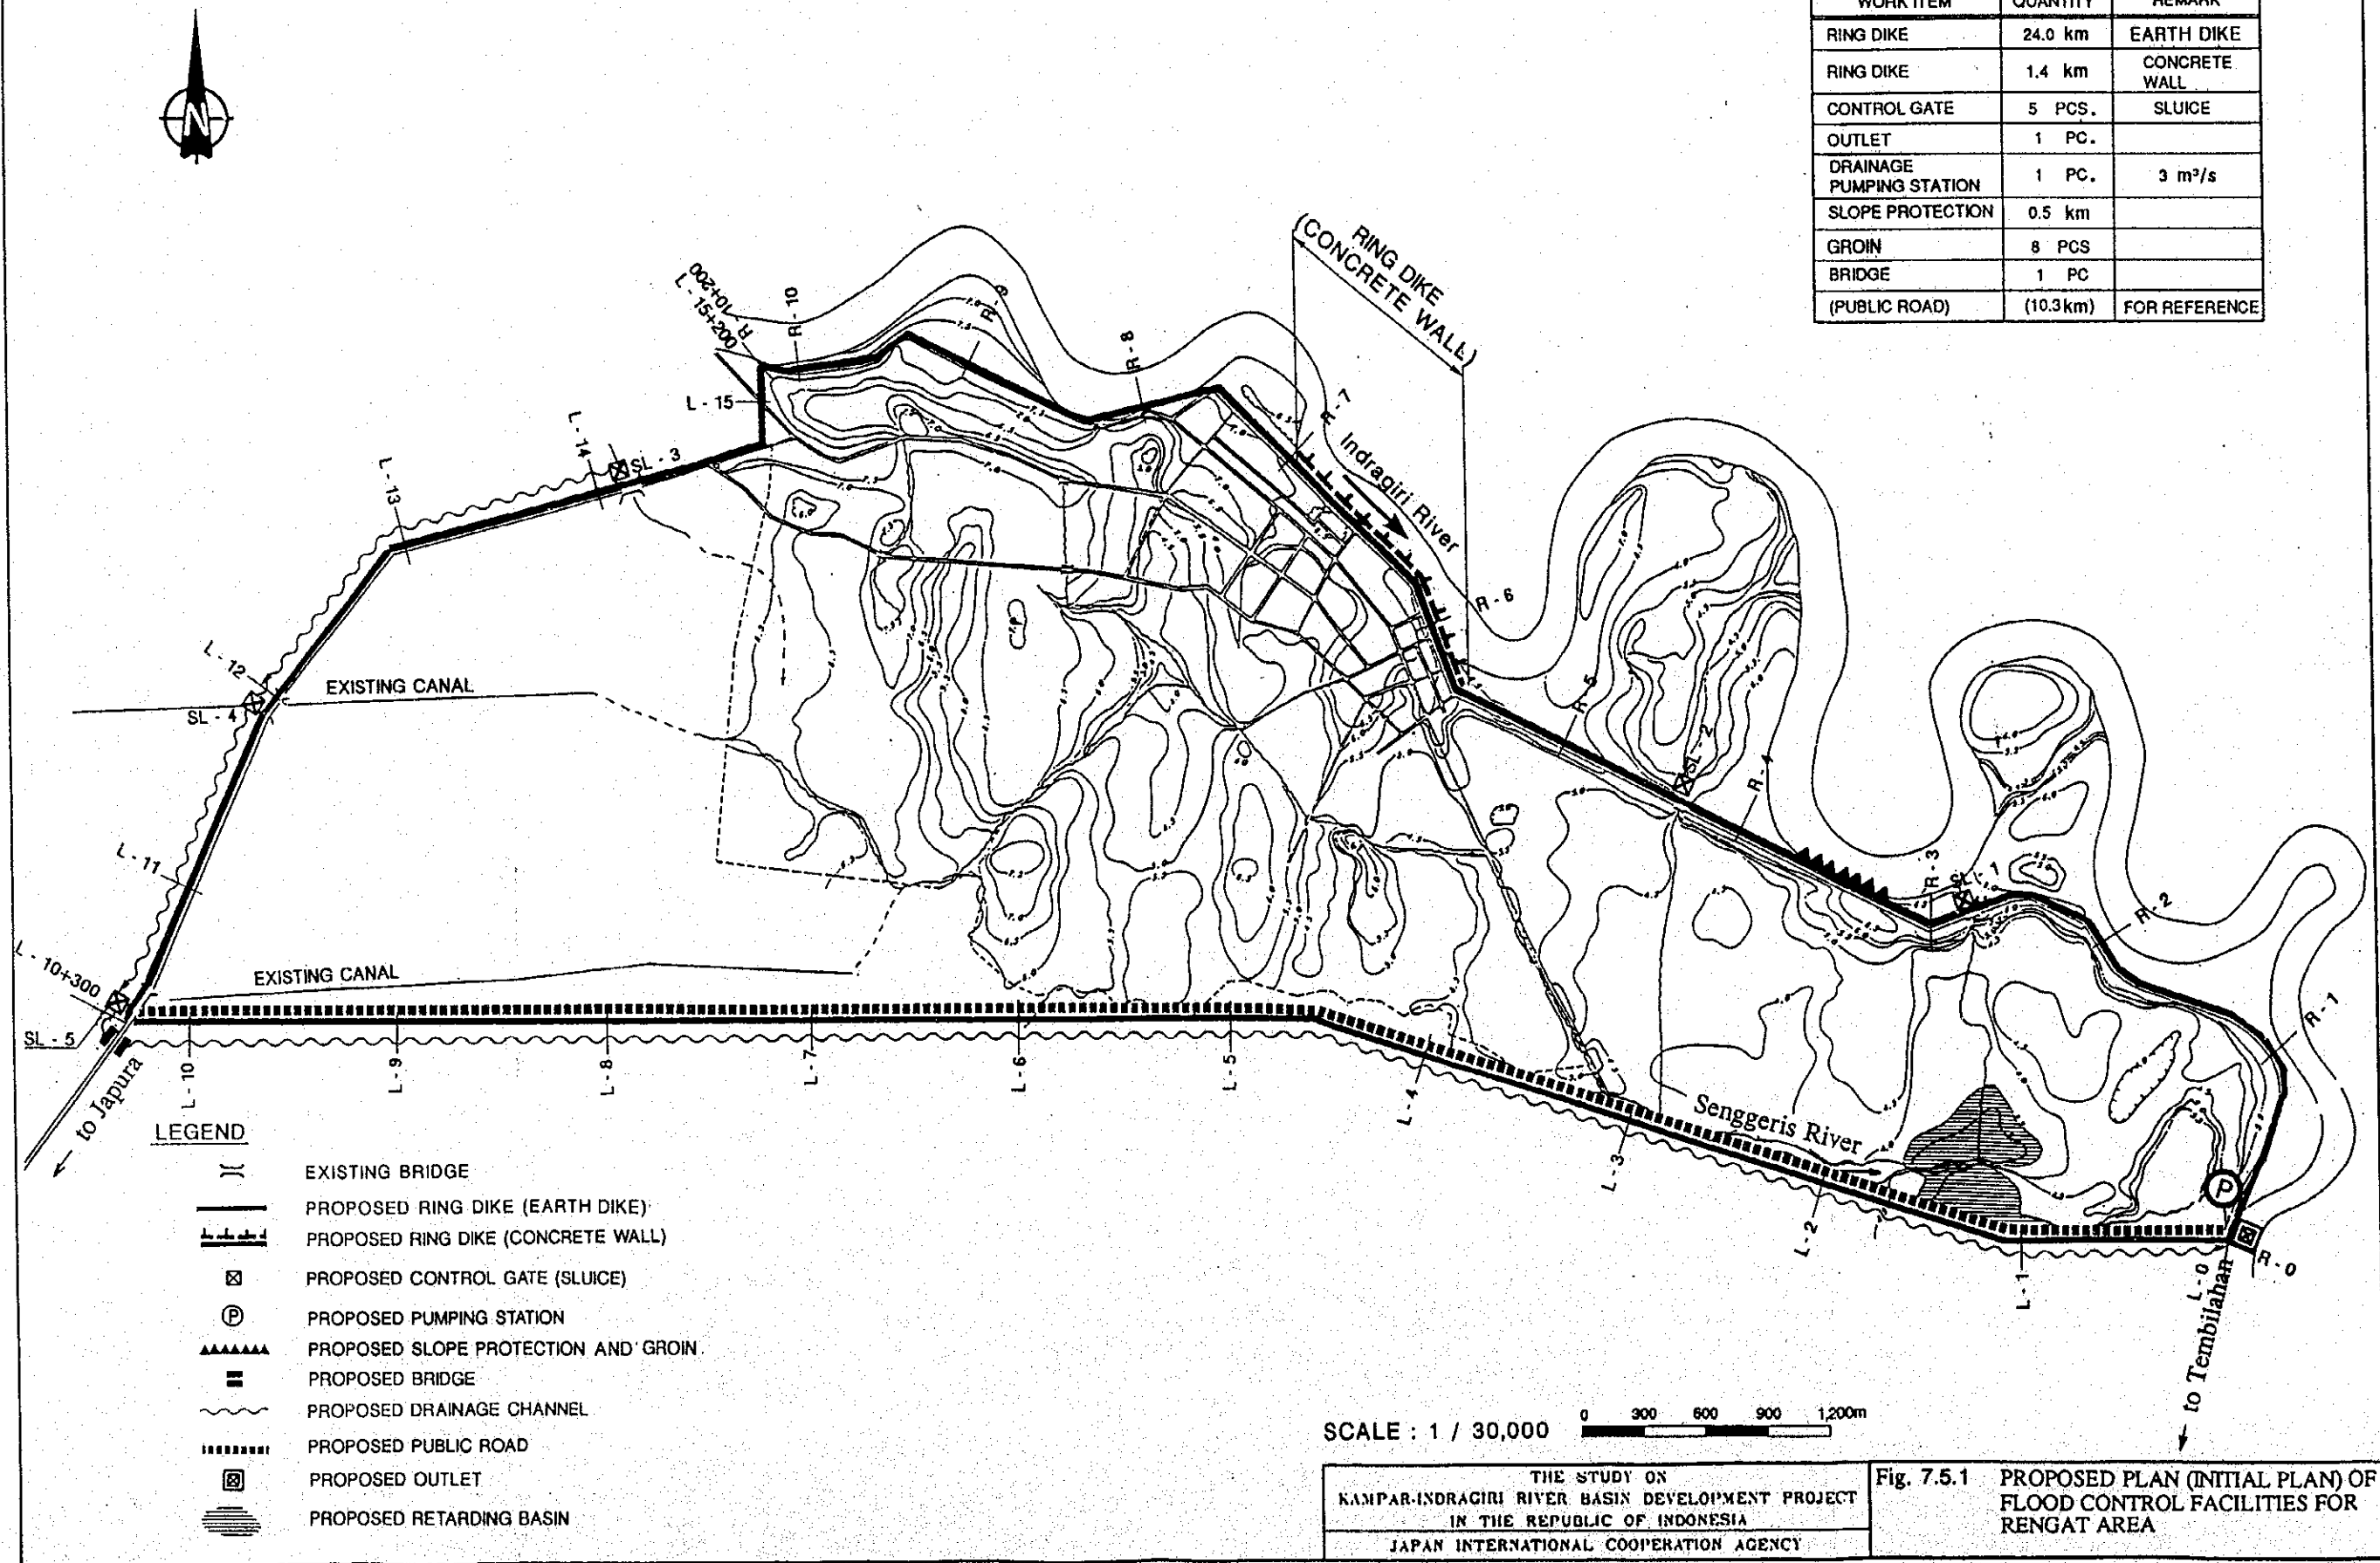 WORK ITEM QUANTITY REMARK
RING DIKE 24.0 km EARTH DIKE
RING DIKE 1.4 km CONCRETE WALL
CONTROL GATE 5 PCS. SLUICE
OUTLET 1 PC.
DRAINAGE PUMPING STATION 1 PC. 3 m³/s
SLOPE PROTECTION 0.5 km
GROIN 8 PCS
BRIDGE 1 PC
(PUBLIC ROAD) (10.3km) FOR REFERENCE
N
RING DIKE
(CONCRETE WALL)
R - 10+200
L - 15+200
R - 10
R - 9
R - 8
R - 7
Indragiri River
L - 15
L - 14
SL - 3
L - 13
R - 6
R - 5
SL - 2
R - 4
L - 12
EXISTING CANAL
SL - 4
L - 11
R - 3
SL - 1
R - 2
R - 1
L - 10+300
EXISTING CANAL
SL - 5
to Japura
L - 10
L - 9
L - 8
L - 7
L - 6
L - 5
L - 4
L - 3
Senggeris River
L - 2
L - 1
P
L - 0
R - 0
to Tembilahan
LEGEND
EXISTING BRIDGE
PROPOSED RING DIKE (EARTH DIKE)
PROPOSED RING DIKE (CONCRETE WALL)
PROPOSED CONTROL GATE (SLUICE)
P PROPOSED PUMPING STATION
PROPOSED SLOPE PROTECTION AND GROIN
PROPOSED BRIDGE
PROPOSED DRAINAGE CHANNEL
PROPOSED PUBLIC ROAD
PROPOSED OUTLET
PROPOSED RETARDING BASIN
SCALE : 1 / 30,000
0 300 600 900 1,200m
THE STUDY ON
KAMPAR-INDRAGIRI RIVER BASIN DEVELOPMENT PROJECT
IN THE REPUBLIC OF INDONESIA
JAPAN INTERNATIONAL COOPERATION AGENCY
Fig. 7.5.1 PROPOSED PLAN (INITIAL PLAN) OF
FLOOD CONTROL FACILITIES FOR
RENGAT AREA